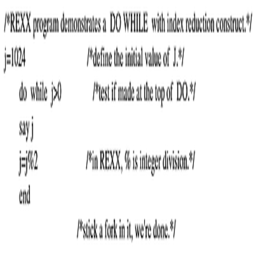 /*REXX program demonstrates a DO WHILE with index reduction construct.*/
j=1024 /*define the initial value of J.*/
do while j>0 /*test if made at the top of DO.*/
say j
j=j%2 /*in REXX, % is integer division.*/
end
/*stick a fork in it, we're done.*/